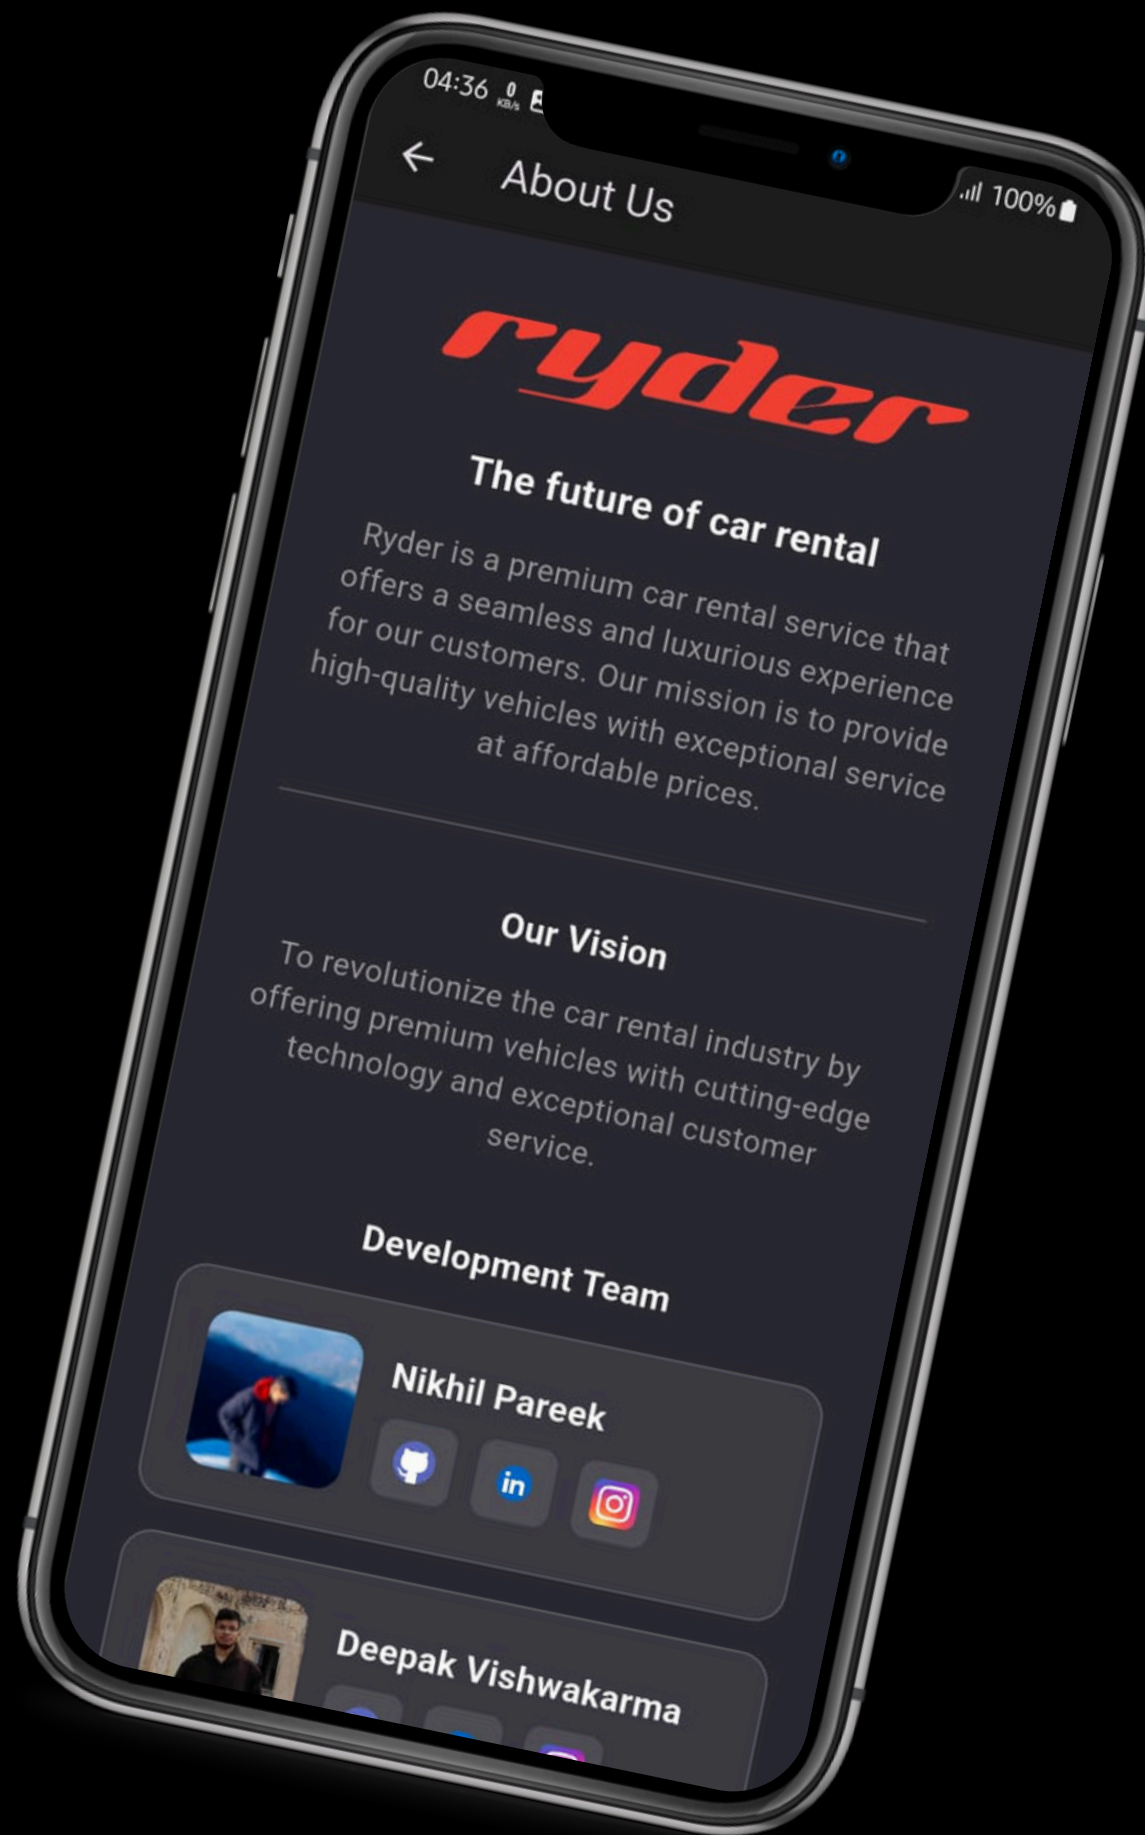 04:36 0 KB/s
100%
About Us
ryder
The future of car rental
Ryder is a premium car rental service that
offers a seamless and luxurious experience
for our customers. Our mission is to provide
high-quality vehicles with exceptional service
at affordable prices.
Our Vision
To revolutionize the car rental industry by
offering premium vehicles with cutting-edge
technology and exceptional customer
service.
Development Team
Nikhil Pareek
in
Deepak Vishwakarma